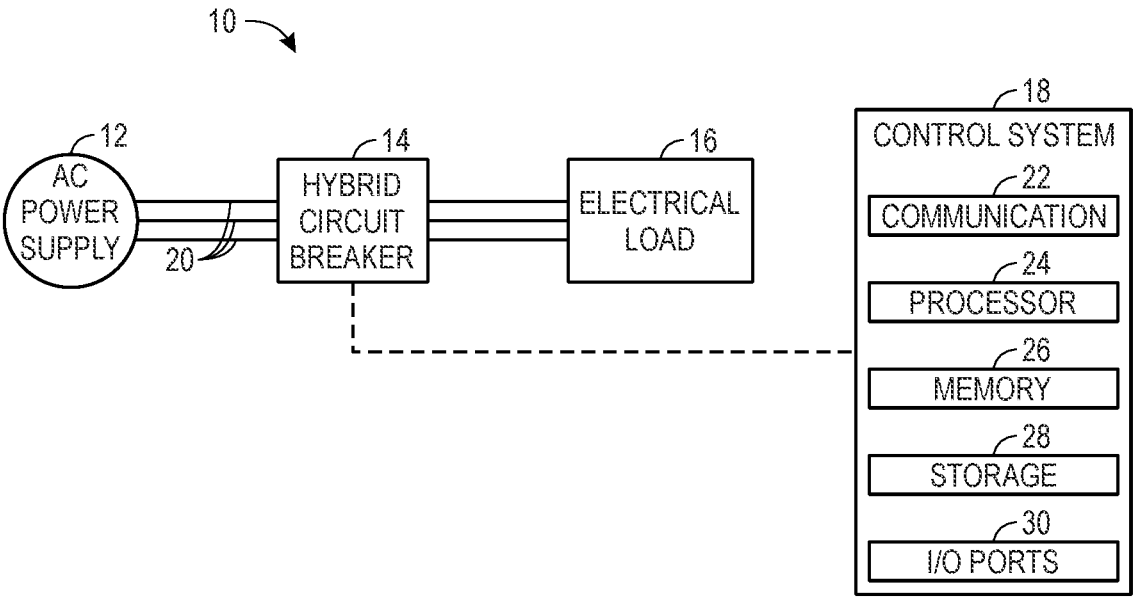 10
12
AC
POWER
SUPPLY
20
14
HYBRID
CIRCUIT
BREAKER
16
ELECTRICAL
LOAD
18
CONTROL SYSTEM
22
COMMUNICATION
24
PROCESSOR
26
MEMORY
28
STORAGE
30
I/O PORTS